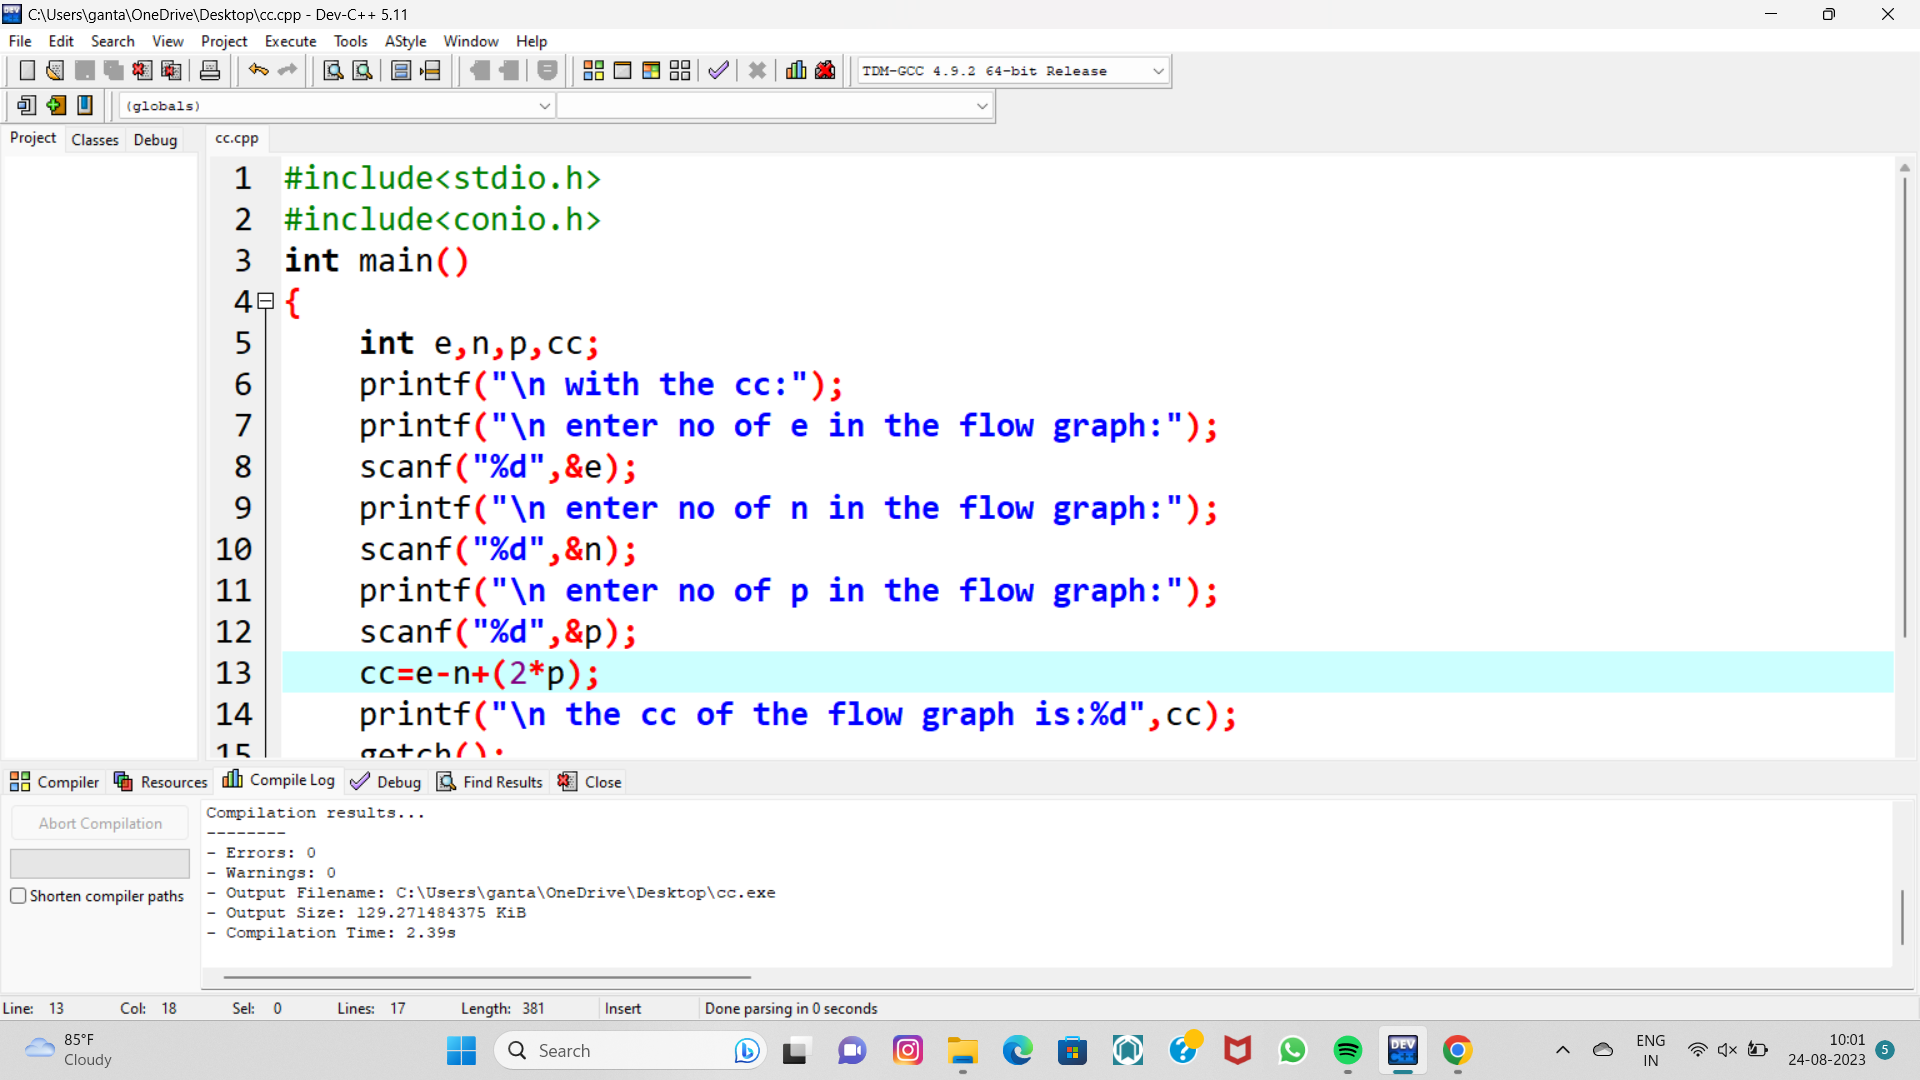 C:\Users\ganta\OneDrive\Desktop\cc.cpp - Dev-C++ 5.11
File Edit Search View Project Execute Tools AStyle Window Help
TDM-GCC 4.9.2 64-bit Release
(globals)
Project Classes Debug cc.cpp
1 #include<stdio.h>
2 #include<conio.h>
3 int main()
4 {
5 int e,n,p,cc;
6 printf("\n with the cc:");
7 printf("\n enter no of e in the flow graph:");
8 scanf("%d",&e);
9 printf("\n enter no of n in the flow graph:");
10 scanf("%d",&n);
11 printf("\n enter no of p in the flow graph:");
12 scanf("%d",&p);
13 cc=e-n+(2*p);
14 printf("\n the cc of the flow graph is:%d",cc);
15 getch();
Compiler Resources Compile Log Debug Find Results Close
Abort Compilation
Shorten compiler paths
Compilation results...
--------
- Errors: 0
- Warnings: 0
- Output Filename: C:\Users\ganta\OneDrive\Desktop\cc.exe
- Output Size: 129.271484375 KiB
- Compilation Time: 2.39s
Line: 13 Col: 18 Sel: 0 Lines: 17 Length: 381 Insert Done parsing in 0 seconds
85°F
Cloudy
Search
DEV
C++
ENG
IN
10:01
24-08-2023
5